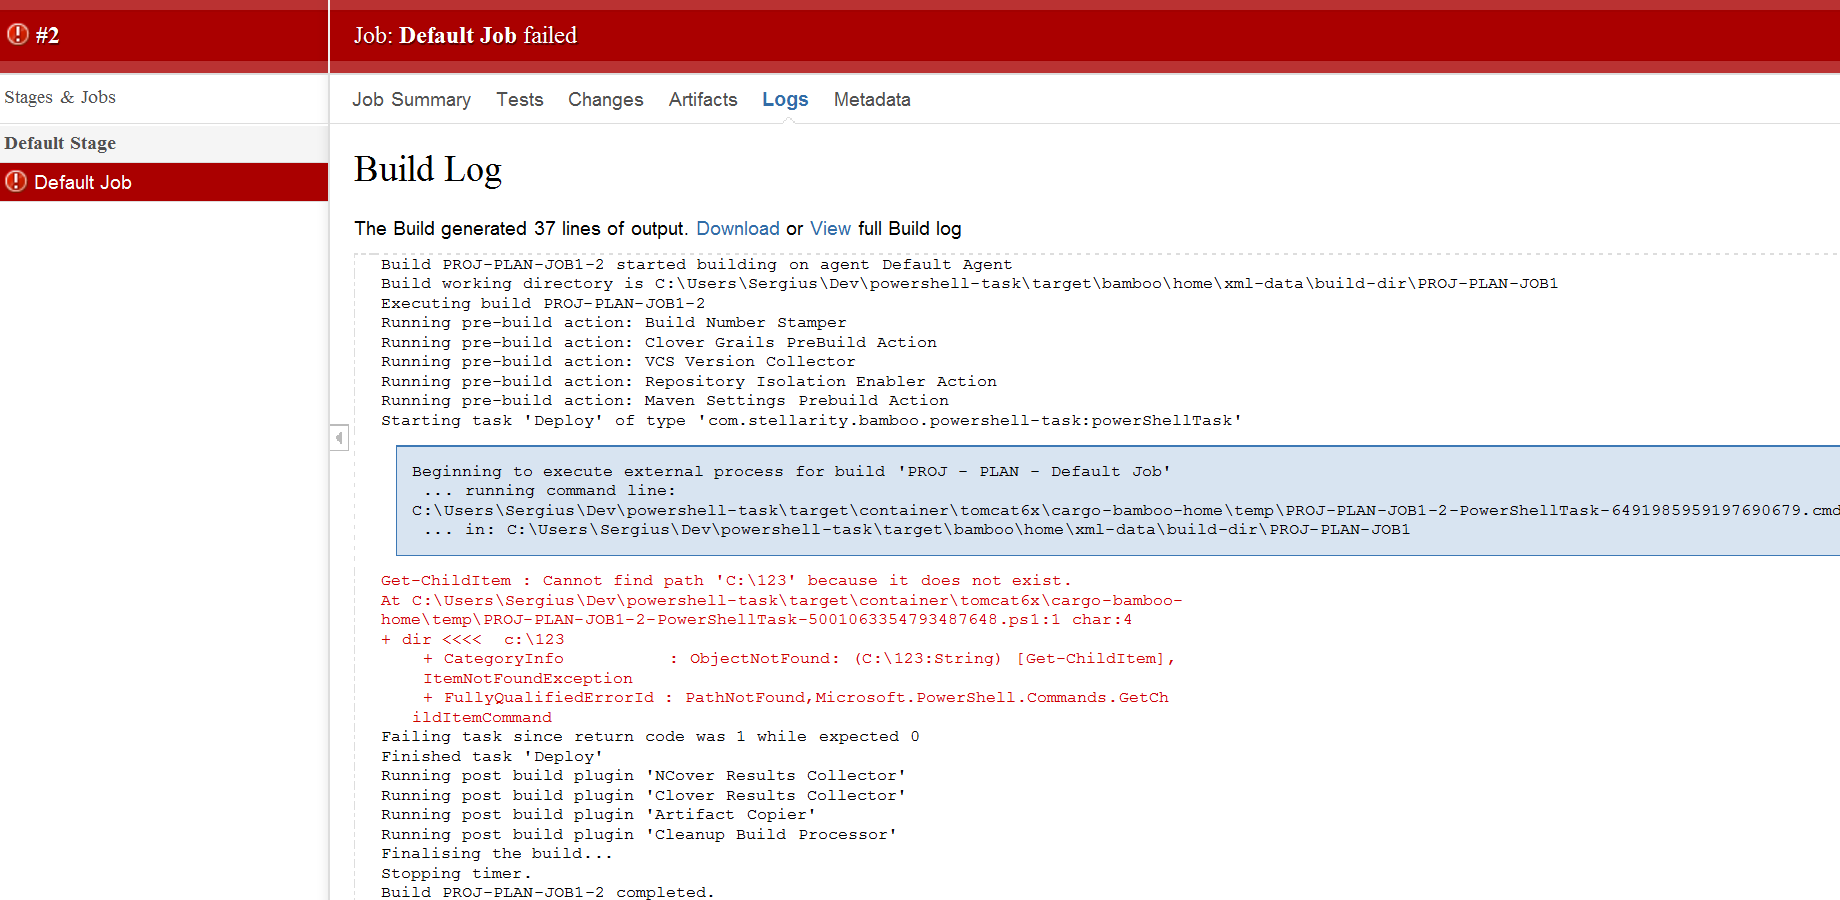 #2
Job: Default Job failed
Stages & Jobs
Default Stage
Default Job
Job Summary Tests Changes Artifacts Logs Metadata
Build Log
The Build generated 37 lines of output. Download or View full Build log
Build PROJ-PLAN-JOB1-2 started building on agent Default Agent
Build working directory is C:\Users\Sergius\Dev\powershell-task\target\bamboo\home\xml-data\build-dir\PROJ-PLAN-JOB1
Executing build PROJ-PLAN-JOB1-2
Running pre-build action: Build Number Stamper
Running pre-build action: Clover Grails PreBuild Action
Running pre-build action: VCS Version Collector
Running pre-build action: Repository Isolation Enabler Action
Running pre-build action: Maven Settings Prebuild Action
Starting task 'Deploy' of type 'com.stellarity.bamboo.powershell-task:powerShellTask'
Beginning to execute external process for build 'PROJ - PLAN - Default Job'
... running command line:
C:\Users\Sergius\Dev\powershell-task\target\container\tomcat6x\cargo-bamboo-home\temp\PROJ-PLAN-JOB1-2-PowerShellTask-6491985959197690679.cmd
... in: C:\Users\Sergius\Dev\powershell-task\target\bamboo\home\xml-data\build-dir\PROJ-PLAN-JOB1
Get-ChildItem : Cannot find path 'C:\123' because it does not exist.
At C:\Users\Sergius\Dev\powershell-task\target\container\tomcat6x\cargo-bamboo-
home\temp\PROJ-PLAN-JOB1-2-PowerShellTask-5001063354793487648.ps1:1 char:4
+ dir <<<<  c:\123
+ CategoryInfo : ObjectNotFound: (C:\123:String) [Get-ChildItem],
ItemNotFoundException
+ FullyQualifiedErrorId : PathNotFound,Microsoft.PowerShell.Commands.GetCh
ildItemCommand
Failing task since return code was 1 while expected 0
Finished task 'Deploy'
Running post build plugin 'NCover Results Collector'
Running post build plugin 'Clover Results Collector'
Running post build plugin 'Artifact Copier'
Running post build plugin 'Cleanup Build Processor'
Finalising the build...
Stopping timer.
Build PROJ-PLAN-JOB1-2 completed.